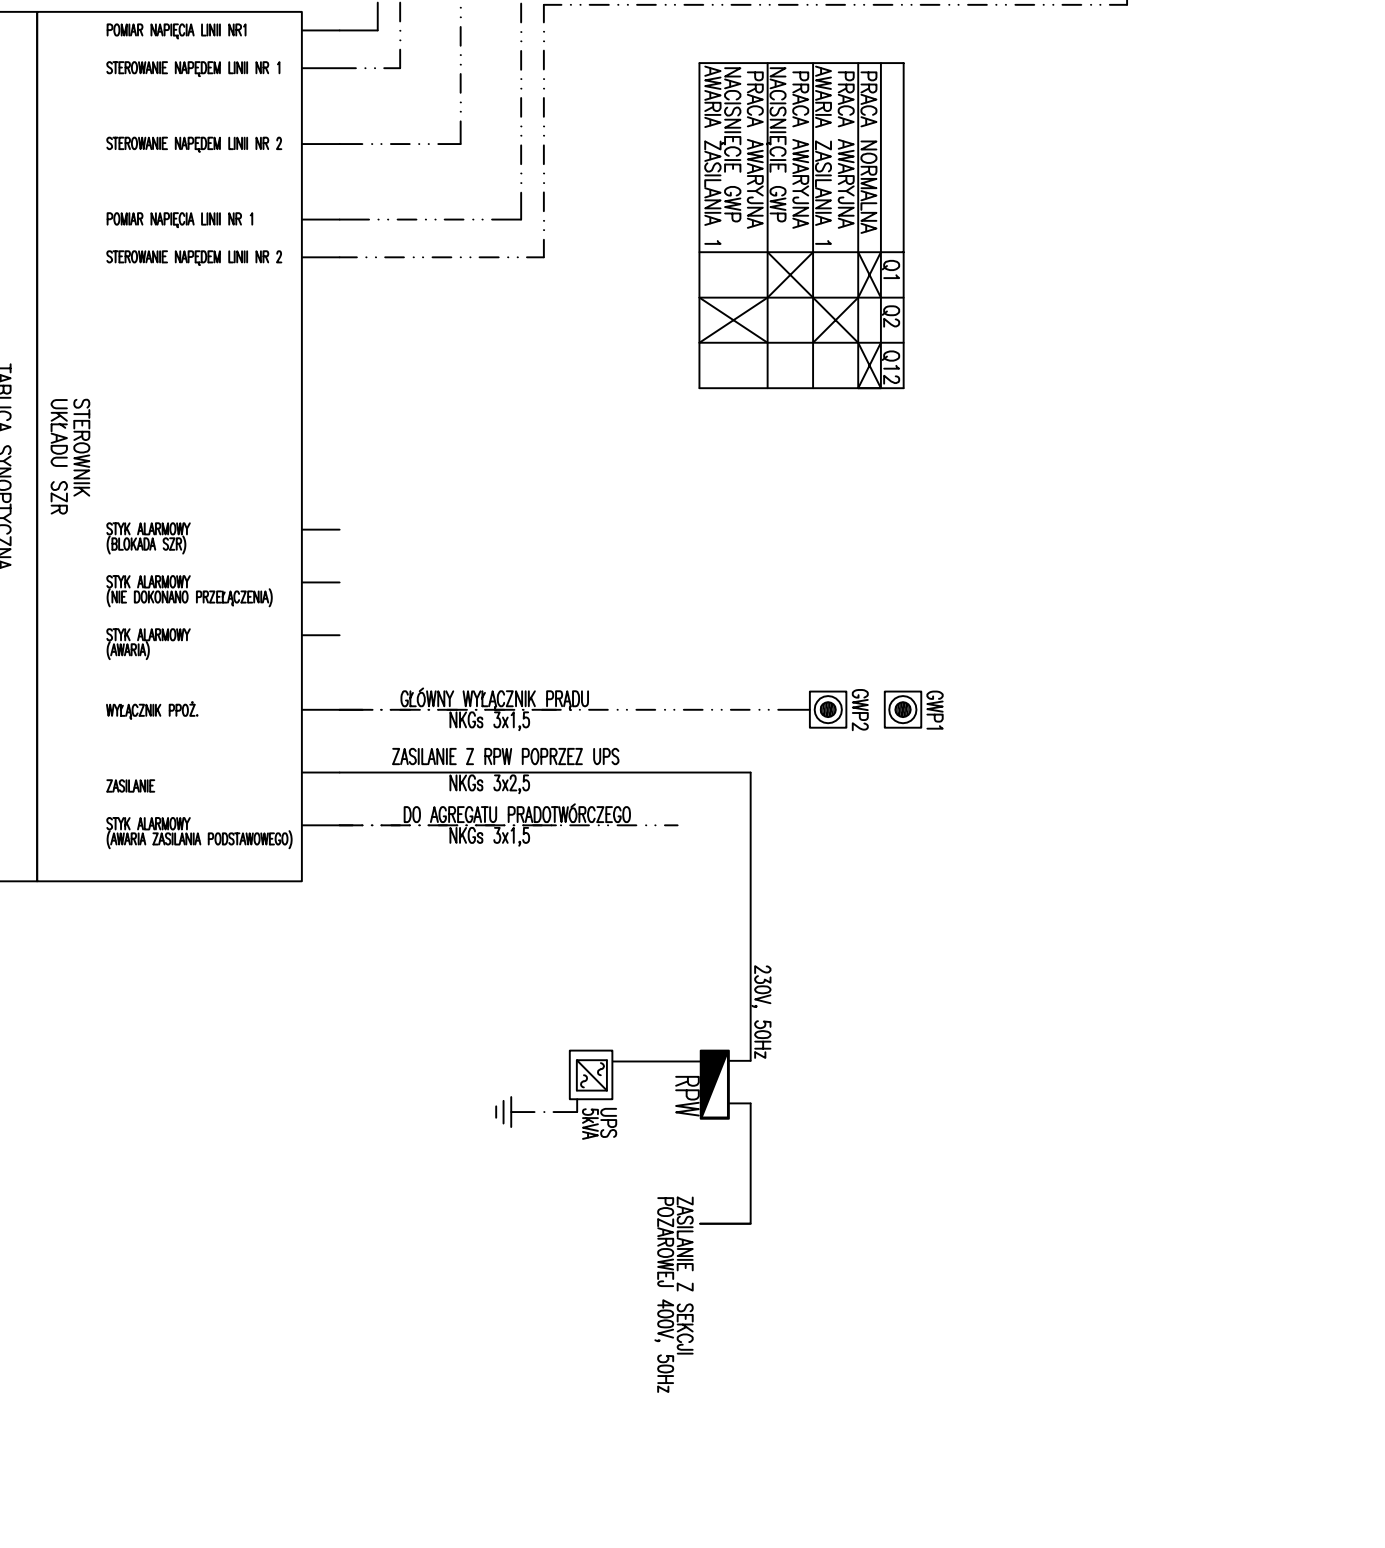 POMIAR NAPIĘCIA LINII NR1
STEROWANIE NAPĘDEM LINII NR 1
STEROWANIE NAPĘDEM LINII NR 2
POMIAR NAPIĘCIA LINII NR 1
STEROWANIE NAPĘDEM LINII NR 2
STEROWNIK
UKŁADU SZR
TABLICA SYNOPTYCZNA
STYK ALARMOWY
(BLOKADA SZR)
STYK ALARMOWY
(NIE DOKONANO PRZEŁĄCZENIA)
STYK ALARMOWY
(AWARIA)
WYŁĄCZNIK PPOŻ.
ZASILANIE
STYK ALARMOWY
(AWARIA ZASILANIA PODSTAWOWEGO)
Q1 Q2 Q12
PRACA NORMALNA
PRACA AWARYJNA
AWARIA ZASILANIA 1
PRACA AWARYJNA
NACIŚNIĘCIE GWP
PRACA AWARYJNA
NACIŚNIĘCIE GWP
AWARIA ZASILANIA 1
GŁÓWNY WYŁĄCZNIK PRĄDU
NKGs 3x1,5
GWP1
GWP2
ZASILANIE Z RPW POPRZEZ UPS
NKGs 3x2,5
DO AGREGATU PRĄDOTWÓRCZEGO
NKGs 3x1,5
230V, 50Hz
RPW
UPS
5kVA
ZASILANIE Z SEKCJI
POŻAROWEJ 400V, 50Hz